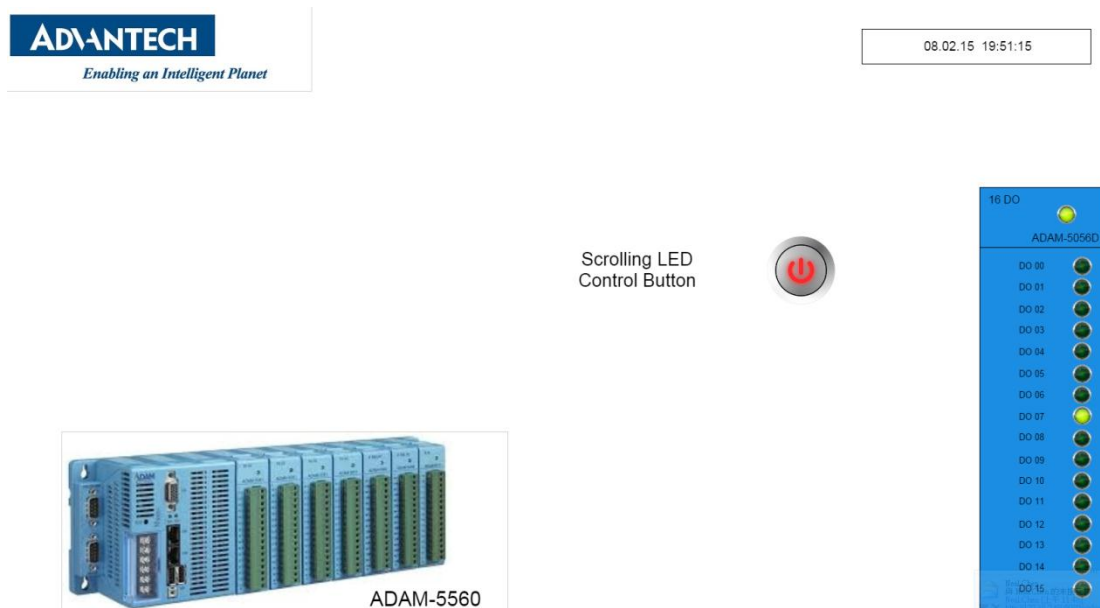 ADVANTECH
Enabling an Intelligent Planet
08.02.15 19:51:15
Scrolling LED
Control Button
16 DO
ADAM-5056D
DO 00
DO 01
DO 02
DO 03
DO 04
DO 05
DO 06
DO 07
DO 08
DO 09
DO 10
DO 11
DO 12
DO 13
DO 14
DO 15
ADAM
ADAM-5560